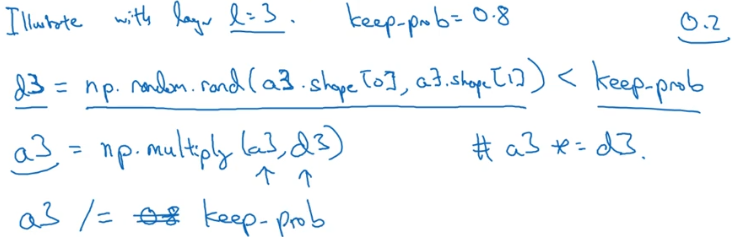 Illustrate with layer l=3. keep-prob=0.8 0.2
d3 = np.random.rand(a3.shape[0], a3.shape[1]) < keep-prob
a3 = np.multiply(a3, d3) # a3 *= d3.
a3 /= 0.8 keep-prob